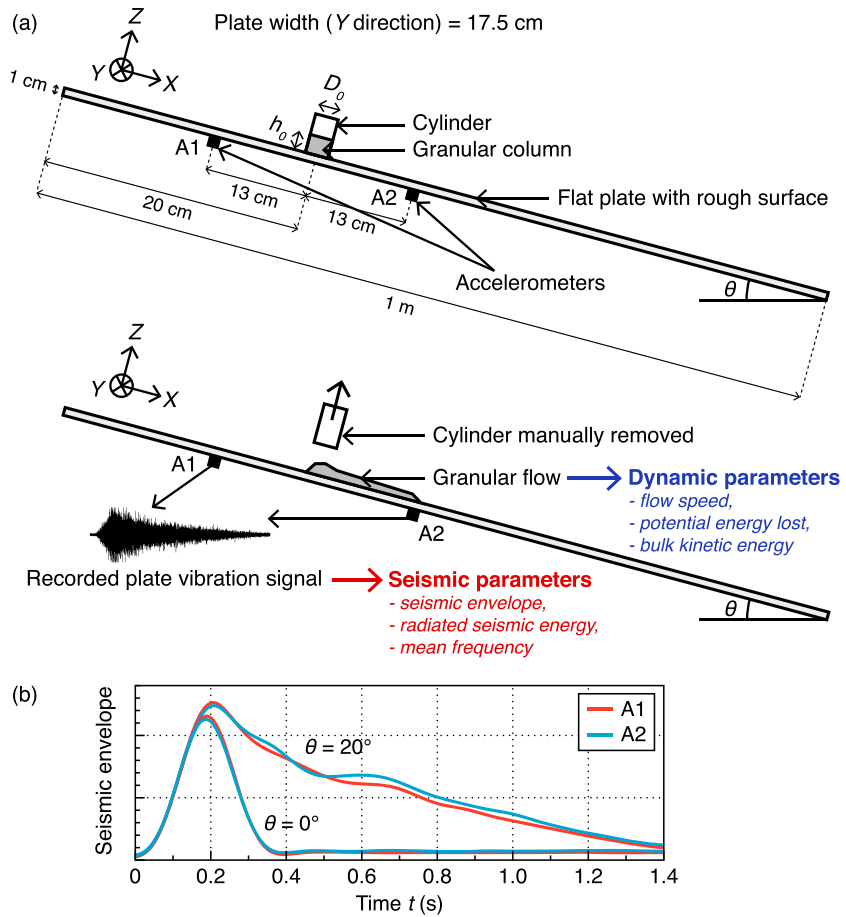 (a)
Plate width (Y direction) = 17.5 cm
Z
Y
X
1 cm
D₀
h₀
Cylinder
Granular column
A1
13 cm
A2
Flat plate with rough surface
20 cm
13 cm
Accelerometers
θ
1 m
Z
Y
X
Cylinder manually removed
A1
Granular flow
Dynamic parameters
- flow speed,
- potential energy lost,
- bulk kinetic energy
A2
Recorded plate vibration signal
Seismic parameters
- seismic envelope,
- radiated seismic energy,
- mean frequency
θ
(b)
Seismic envelope
A1
A2
θ = 20°
θ = 0°
0 0.2 0.4 0.6 0.8 1.0 1.2 1.4
Time t (s)